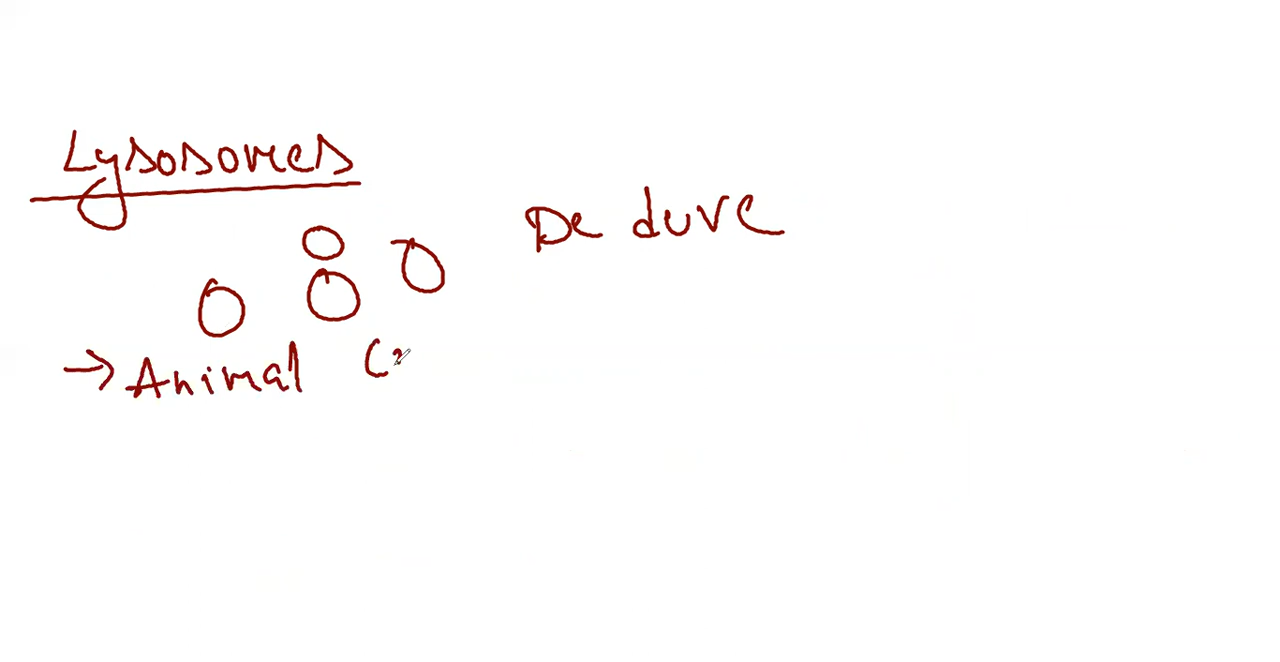 Lysosomes
De duve
→ Animal